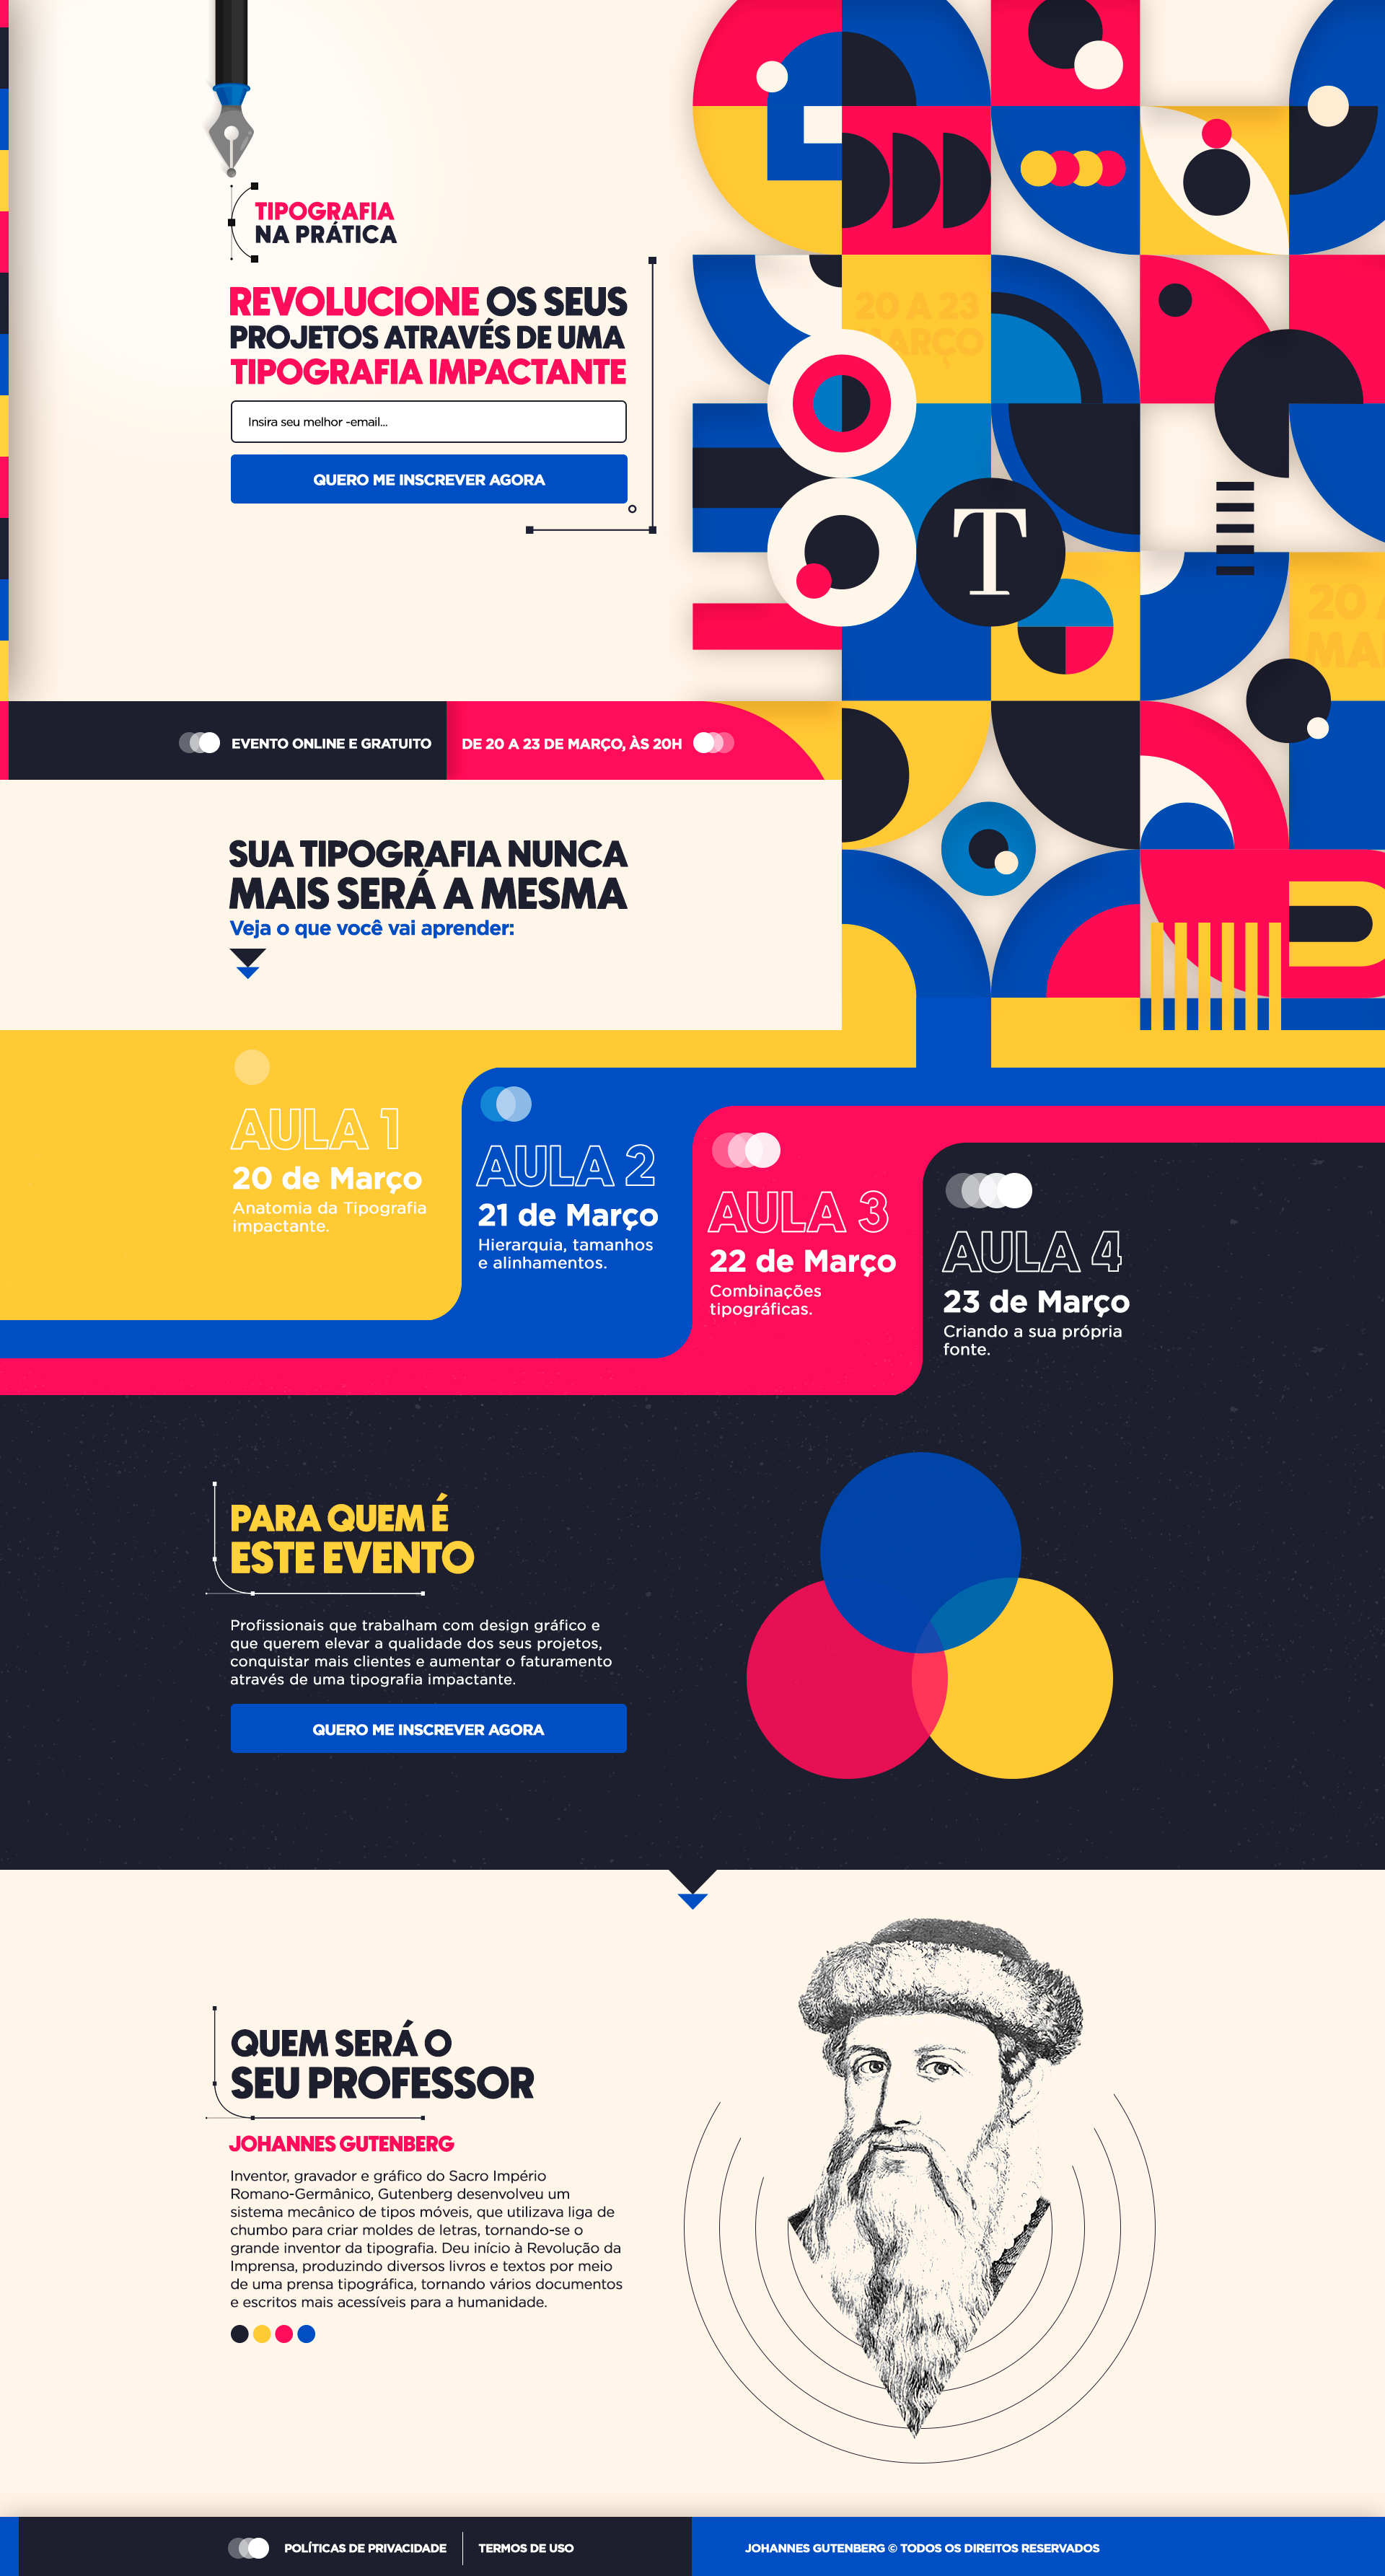 TIPOGRAFIA
NA PRÁTICA
REVOLUCIONE OS SEUS
PROJETOS ATRAVÉS DE UMA
TIPOGRAFIA IMPACTANTE
Insira seu melhor -email...
QUERO ME INSCREVER AGORA
20 A 23
MARÇO
T
20 A
MAR
EVENTO ONLINE E GRATUITO
DE 20 A 23 DE MARÇO, ÀS 20H
SUA TIPOGRAFIA NUNCA
MAIS SERÁ A MESMA
Veja o que você vai aprender:
AULA 1
20 de Março
Anatomia da Tipografia
impactante.
AULA 2
21 de Março
Hierarquia, tamanhos
e alinhamentos.
AULA 3
22 de Março
Combinações
tipográficas.
AULA 4
23 de Março
Criando a sua própria
fonte.
PARA QUEM É
ESTE EVENTO
Profissionais que trabalham com design gráfico e
que querem elevar a qualidade dos seus projetos,
conquistar mais clientes e aumentar o faturamento
através de uma tipografia impactante.
QUERO ME INSCREVER AGORA
QUEM SERÁ O
SEU PROFESSOR
JOHANNES GUTENBERG
Inventor, gravador e gráfico do Sacro Império
Romano-Germânico, Gutenberg desenvolveu um
sistema mecânico de tipos móveis, que utilizava liga de
chumbo para criar moldes de letras, tornando-se o
grande inventor da tipografia. Deu início à Revolução da
Imprensa, produzindo diversos livros e textos por meio
de uma prensa tipográfica, tornando vários documentos
e escritos mais acessíveis para a humanidade.
POLÍTICAS DE PRIVACIDADE
TERMOS DE USO
JOHANNES GUTENBERG © TODOS OS DIREITOS RESERVADOS